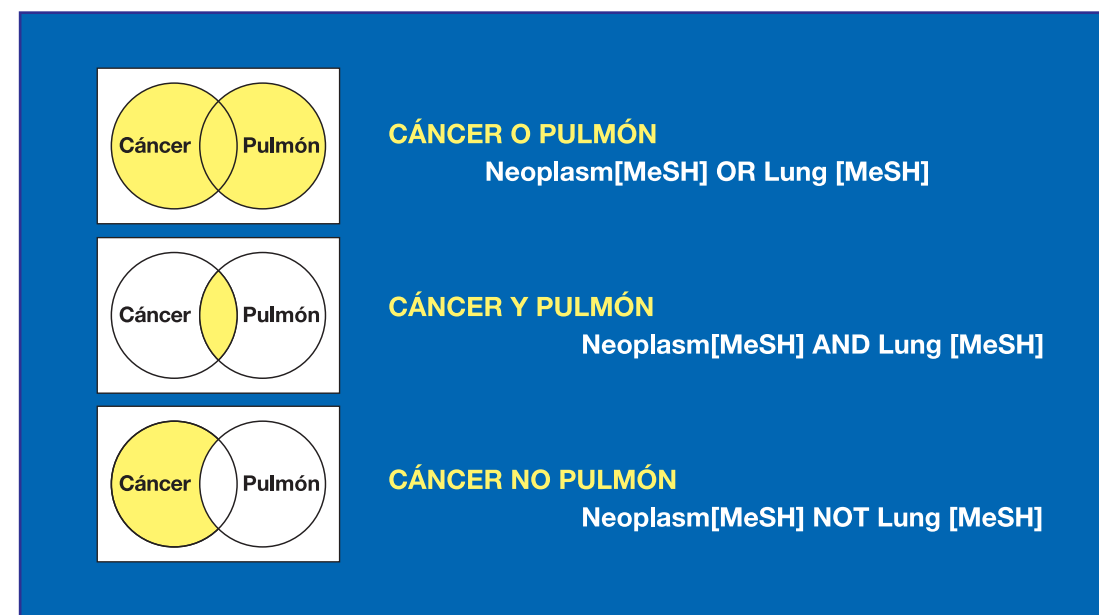 Cáncer Pulmón
CÁNCER O PULMÓN
Neoplasm[MeSH] OR Lung [MeSH]
Cáncer Pulmón
CÁNCER Y PULMÓN
Neoplasm[MeSH] AND Lung [MeSH]
Cáncer Pulmón
CÁNCER NO PULMÓN
Neoplasm[MeSH] NOT Lung [MeSH]